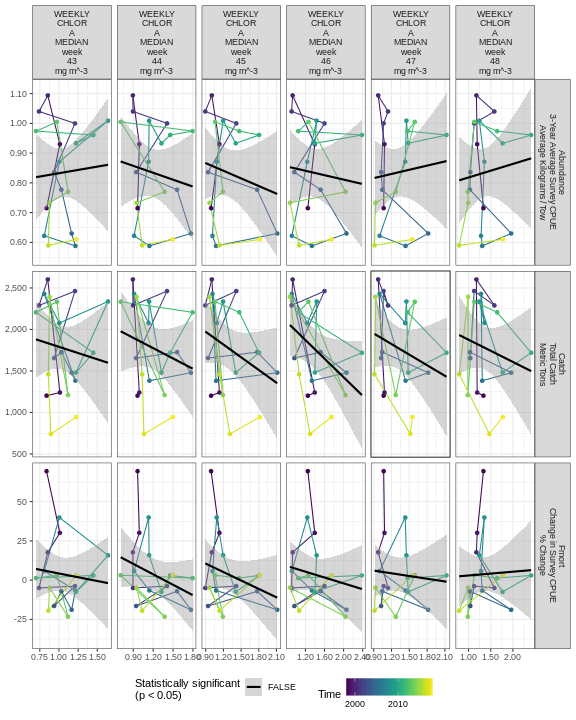 WEEKLY CHLOR A MEDIAN week 43 mg m^-3
WEEKLY CHLOR A MEDIAN week 44 mg m^-3
WEEKLY CHLOR A MEDIAN week 45 mg m^-3
WEEKLY CHLOR A MEDIAN week 46 mg m^-3
WEEKLY CHLOR A MEDIAN week 47 mg m^-3
WEEKLY CHLOR A MEDIAN week 48 mg m^-3
1.10
1.00
0.90
0.80
0.70
0.60
Abundance
3-Year Average Survey CPUE
Average Kilograms / Tow
2,500
2,000
1,500
1,000
500
Catch
Total Catch
Metric Tons
50
25
0
-25
Fmort
Change in Survey CPUE
% Change
0.75 1.00 1.25 1.50
0.90 1.20 1.50 1.80
0.90 1.20 1.50 1.80 2.10
1.20 1.60 2.00 2.40
0.90 1.20 1.50 1.80 2.10
1.00 1.50 2.00
Statistically significant
(p < 0.05)
FALSE
Time
2000 2010